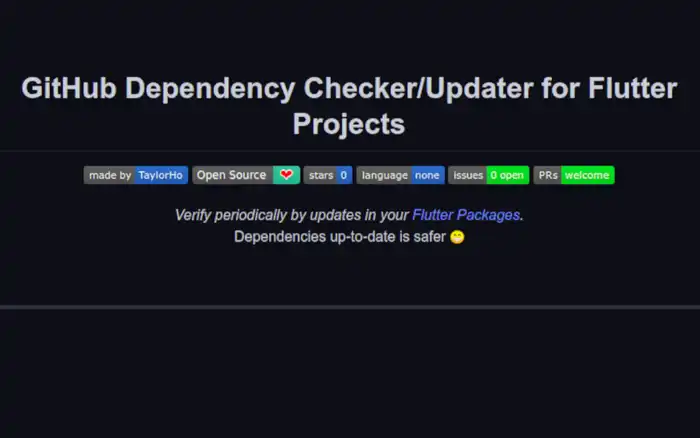 GitHub Dependency Checker/Updater for Flutter
Projects
made by TaylorHo Open Source stars 0 language none issues 0 open PRs welcome
Verify periodically by updates in your Flutter Packages.
Dependencies up-to-date is safer 😁